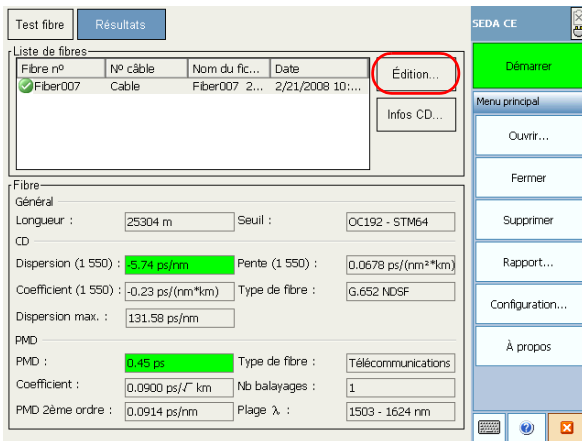 Test fibre Résultats
Liste de fibres
Fibre nº Nº câble Nom du fic... Date
Fiber007 Cable Fiber007 2... 2/21/2008 10:...
Édition...
Infos CD...
Fibre
Général
Longueur : 25304 m Seuil : OC192 - STM64
CD
Dispersion (1 550) : -5.74 ps/nm Pente (1 550) : 0.0678 ps/(nm²*km)
Coefficient (1 550) : -0.23 ps/(nm*km) Type de fibre : G.652 NDSF
Dispersion max. : 131.58 ps/nm
PMD
PMD : 0.45 ps Type de fibre : Télécommunications
Coefficient : 0.0900 ps/√ km Nb balayages : 1
PMD 2ème ordre : 0.0914 ps/nm Plage λ : 1503 - 1624 nm
SEDA CE
Démarrer
Menu principal
Ouvrir...
Fermer
Supprimer
Rapport...
Configuration...
À propos